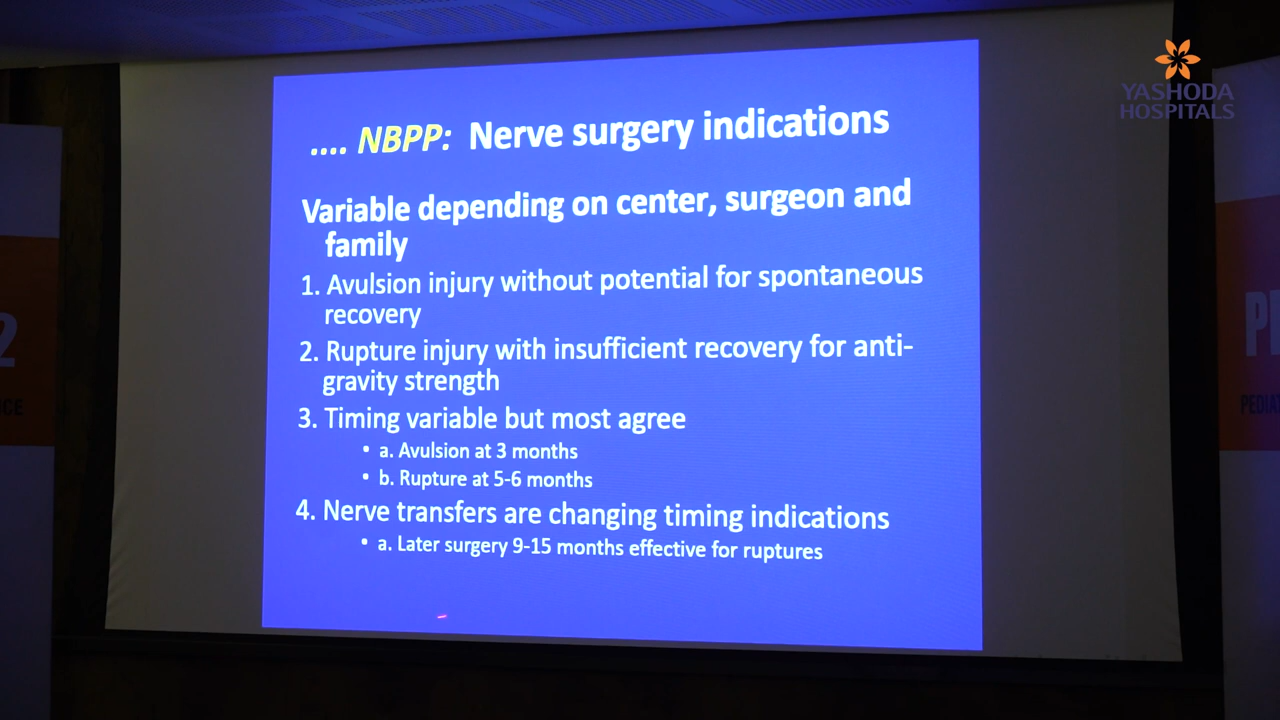 YASHODA
HOSPITALS
.... NBPP: Nerve surgery indications
Variable depending on center, surgeon and
family
1. Avulsion injury without potential for spontaneous
recovery
2. Rupture injury with insufficient recovery for anti-
gravity strength
3. Timing variable but most agree
• a. Avulsion at 3 months
• b. Rupture at 5-6 months
4. Nerve transfers are changing timing indications
• a. Later surgery 9-15 months effective for ruptures
2